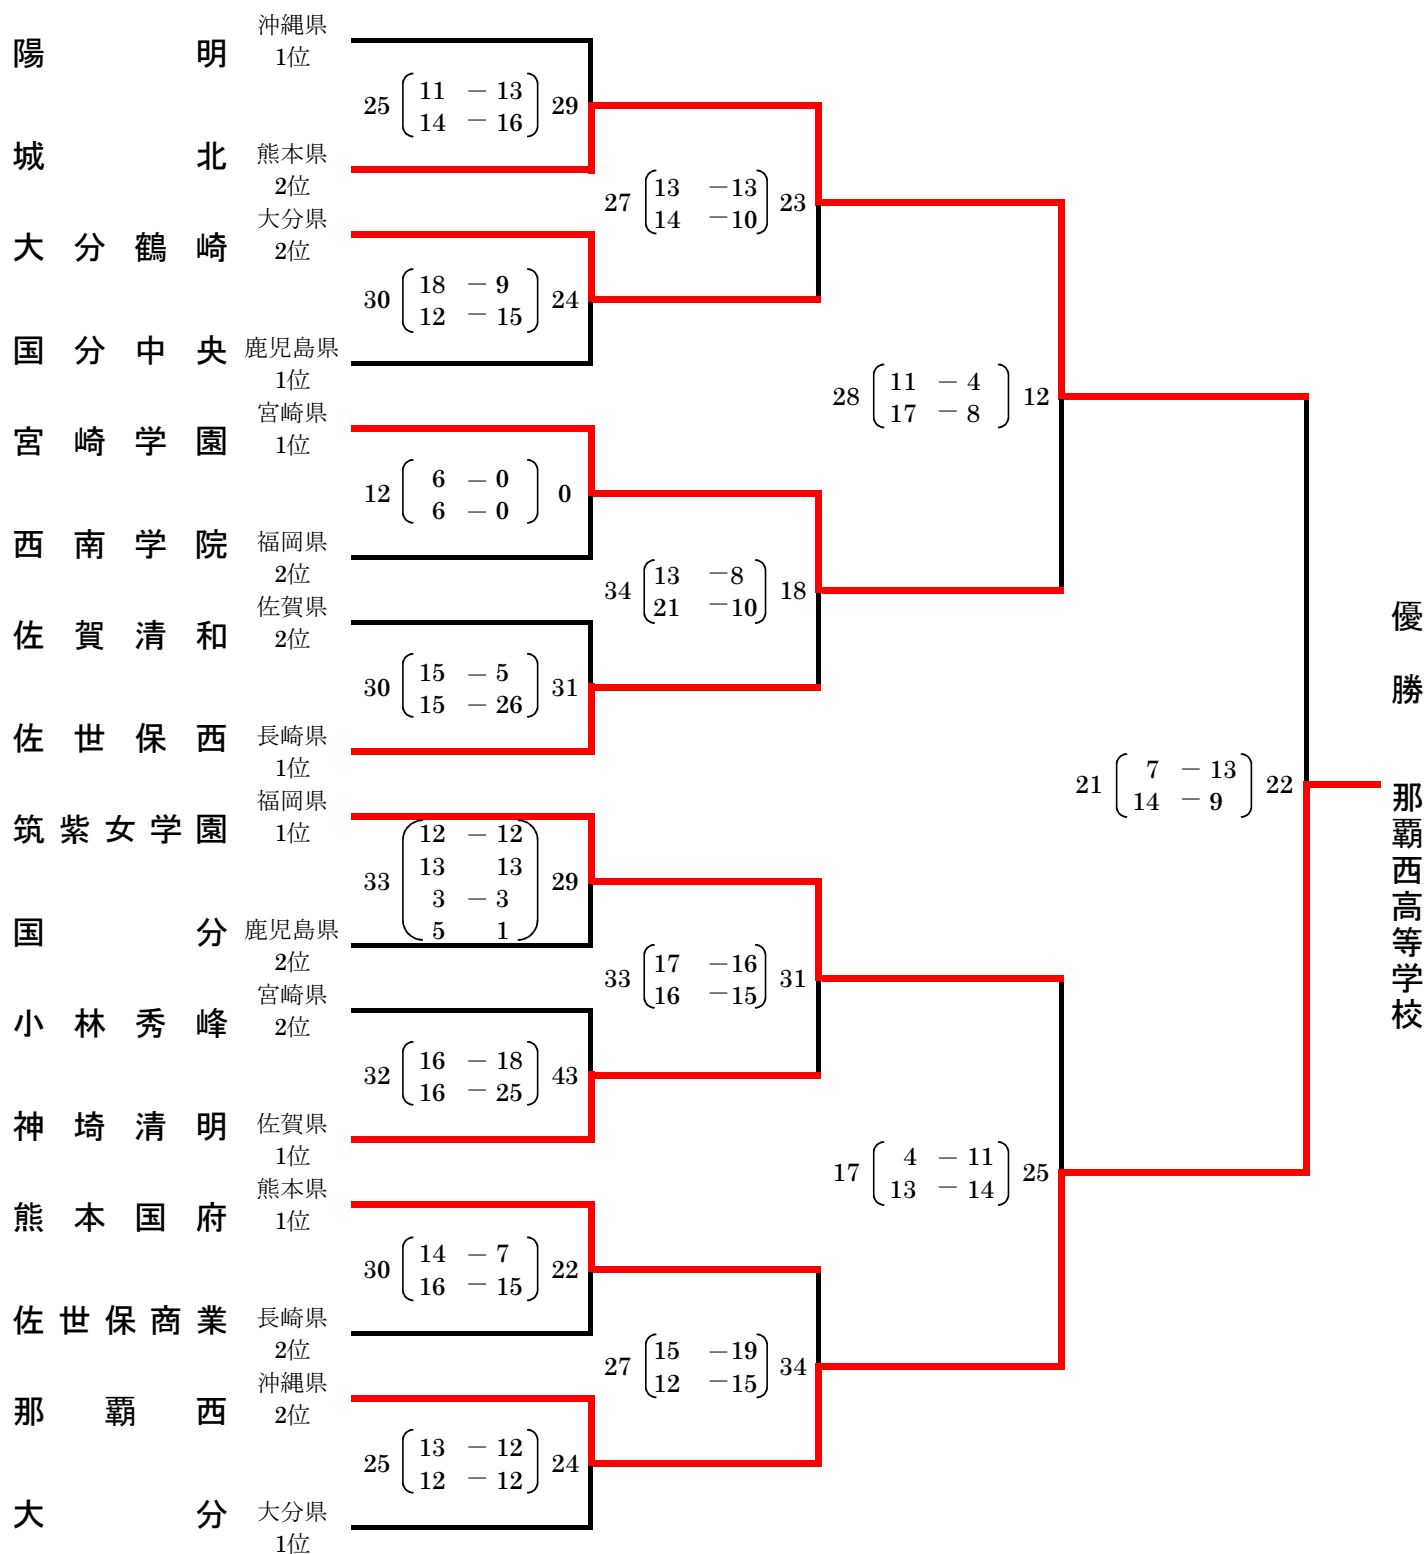 陽明 沖縄県
1位
25 11 - 13 29
14 - 16
城北 熊本県
2位
大分鶴崎 大分県
2位
30 18 - 9 24
12 - 15
国分中央 鹿児島県
1位
27 13 -13 23
14 -10
宮崎学園 宮崎県
1位
12 6 - 0 0
6 - 0
西南学院 福岡県
2位
佐賀清和 佐賀県
2位
30 15 - 5 31
15 - 26
佐世保西 長崎県
1位
34 13 -8 18
21 -10
28 11 - 4 12
17 - 8
筑紫女学園 福岡県
1位
33 12 - 12 29
13 13
3 - 3
5 1
国分 鹿児島県
2位
小林秀峰 宮崎県
2位
32 16 - 18 43
16 - 25
神埼清明 佐賀県
1位
33 17 -16 31
16 -15
熊本国府 熊本県
1位
30 14 - 7 22
16 - 15
佐世保商業 長崎県
2位
那覇西 沖縄県
2位
25 13 - 12 24
12 - 12
大分 大分県
1位
27 15 -19 34
12 -15
17 4 - 11 25
13 - 14
21 7 - 13 22
14 - 9
優勝 那覇西高等学校